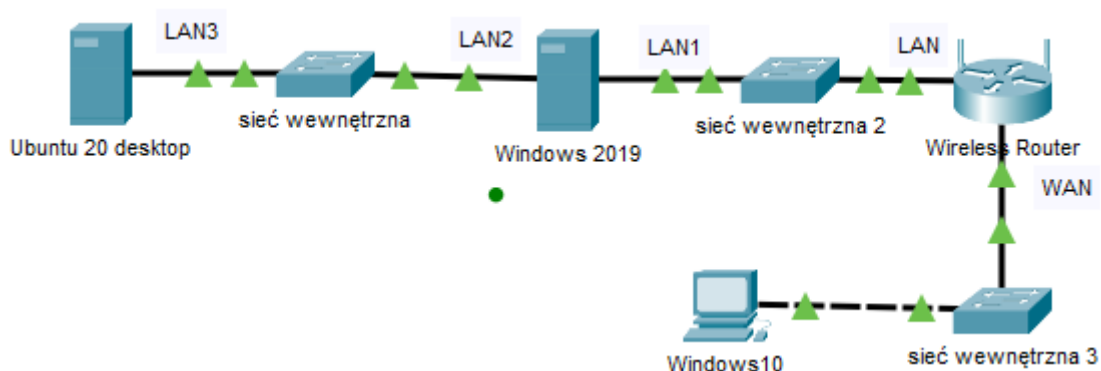 LAN3
LAN2
LAN1
LAN
sieć wewnętrzna
sieć wewnętrzna 2
Ubuntu 20 desktop
Windows 2019
Wireless Router
WAN
Windows10
sieć wewnętrzna 3